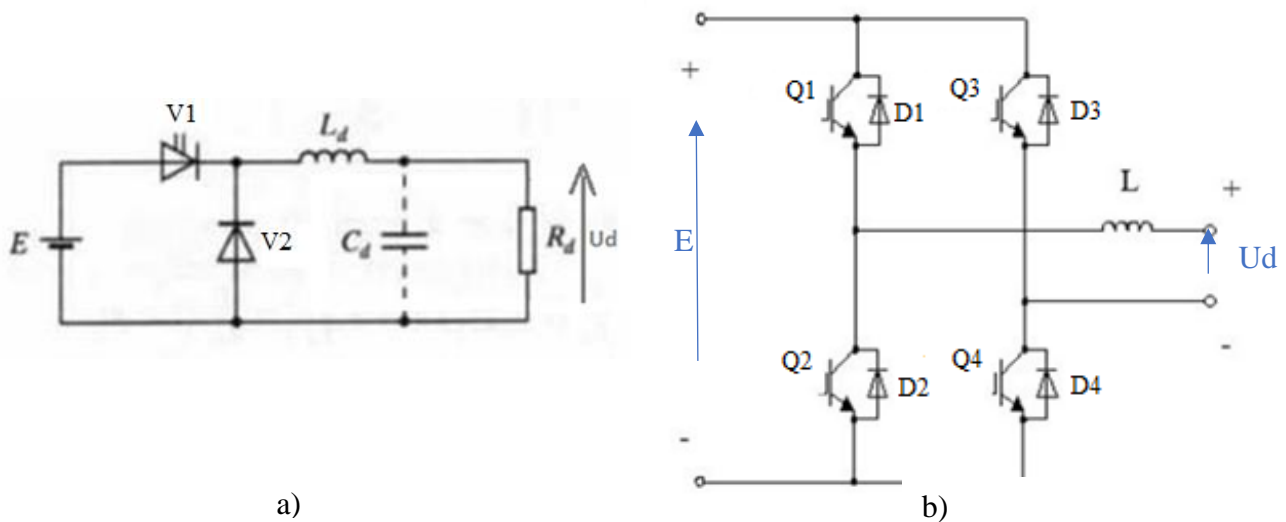 V1
L_d
E
V2
C_d
R_d
Ud
a)
+
Q1
D1
Q3
D3
E
L
+
Ud
-
Q2
D2
Q4
D4
-
b)